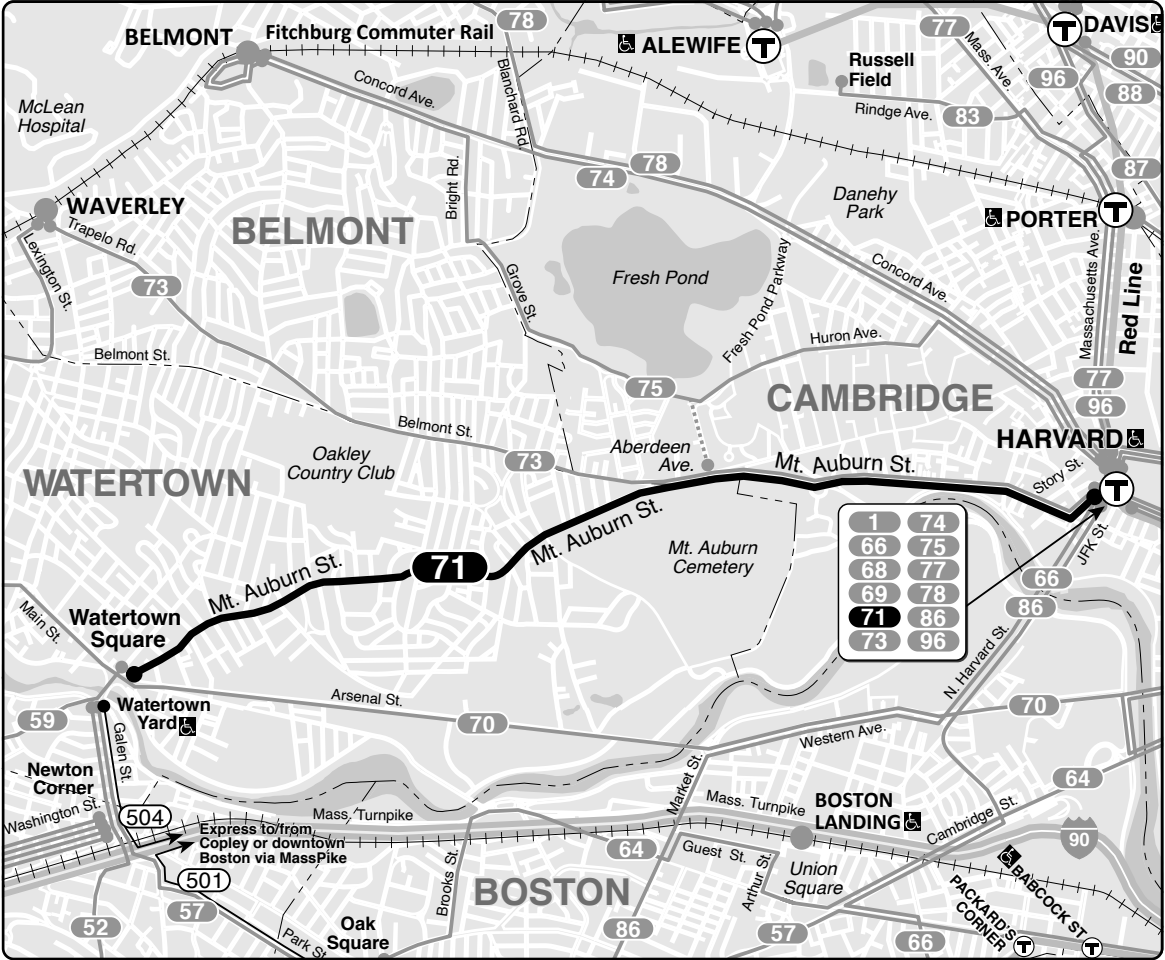 78
77
T
DAVIS
BELMONT
Fitchburg Commuter Rail
ALEWIFE
T
Mass. Ave.
90
Russell
Field
96
88
Concord Ave.
Blanchard Rd.
McLean
Hospital
Rindge Ave.
83
78
74
87
Bright Rd.
Danehy
Park
WAVERLEY
PORTER
T
BELMONT
Trapelo Rd.
Lexington St.
73
Fresh Pond
Grove St.
Fresh Pond Parkway
Concord Ave.
Massachusetts Ave.
Red Line
Huron Ave.
Belmont St.
75
77
CAMBRIDGE
96
Belmont St.
HARVARD
Aberdeen
Ave.
Oakley
Country Club
73
Mt. Auburn St.
Story St.
T
WATERTOWN
Mt. Auburn St.
1
74
66
75
68
77
69
78
71
86
73
96
JFK St.
Mt. Auburn
Cemetery
71
Mt. Auburn St.
66
86
Main St.
Watertown
Square
N. Harvard St.
Arsenal St.
Watertown
Yard
59
70
70
Western Ave.
Galen St.
Newton
Corner
Market St.
64
Washington St.
504
Mass. Turnpike
Mass. Turnpike
BOSTON
LANDING
Cambridge St.
Express to/from
Copley or downtown
Boston via MassPike
90
64
Guest St.
Arthur St.
Union
Square
501
57
Brooks St.
BOSTON
BABCOCK ST
T
PACKARD'S
CORNER
T
52
Park St.
Oak
Square
86
57
66